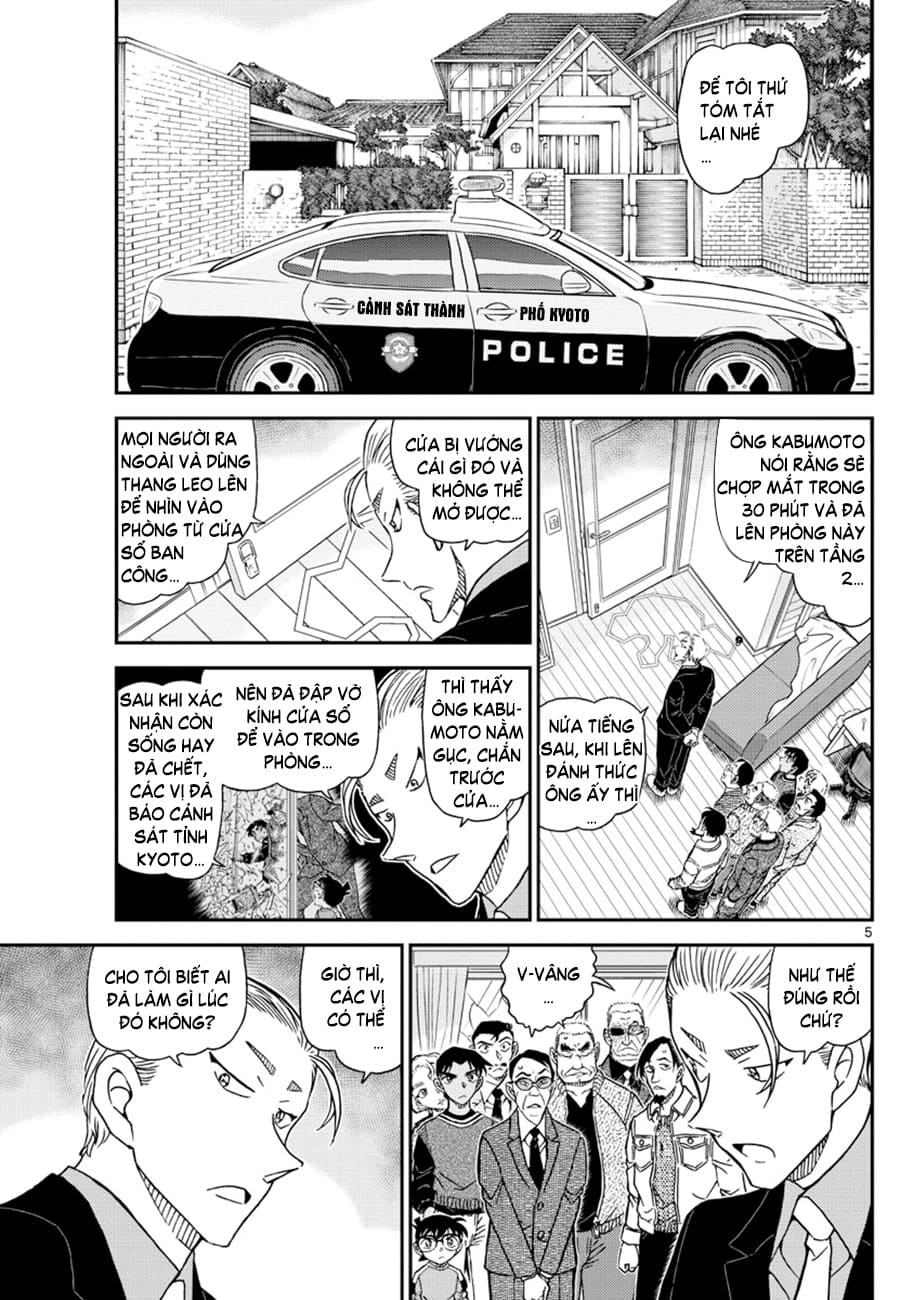 ĐỂ TÔI THỬ
TÓM TẮT
LẠI NHÉ
...
CẢNH SÁT THÀNH
PHỐ KYOTO
POLICE
ÔNG KABUMOTO
NÓI RẰNG SẼ
CHỢP MẮT TRONG
30 PHÚT VÀ ĐÃ
LÊN PHÒNG NÀY
TRÊN TẦNG
2...
NỬA TIẾNG
SAU, KHI LÊN
ĐÁNH THỨC
ÔNG ẤY THÌ
...
CỬA BỊ VƯỚNG
CÁI GÌ ĐÓ VÀ
KHÔNG THỂ
MỞ ĐƯỢC...
MỌI NGƯỜI RA
NGOÀI VÀ DÙNG
THANG LEO LÊN
ĐỂ NHÌN VÀO
PHÒNG TỪ CỬA
SỔ BAN
CÔNG...
THÌ THẤY
ÔNG KABU-
MOTO NẰM
GỤC, CHẮN
TRƯỚC
CỬA...
NÊN ĐÃ ĐẬP VỠ
KÍNH CỬA SỔ
ĐỂ VÀO TRONG
PHÒNG...
SAU KHI XÁC
NHẬN CÒN
SỐNG HAY
ĐÃ CHẾT,
CÁC VỊ ĐÃ
BÁO CẢNH
SÁT TỈNH
KYOTO...
5
NHƯ THẾ
ĐÚNG RỒI
CHỨ?
V-VÂNG
...
GIỜ THÌ,
CÁC VỊ
CÓ THỂ
...
CHO TÔI BIẾT AI
ĐÃ LÀM GÌ LÚC
ĐÓ KHÔNG?